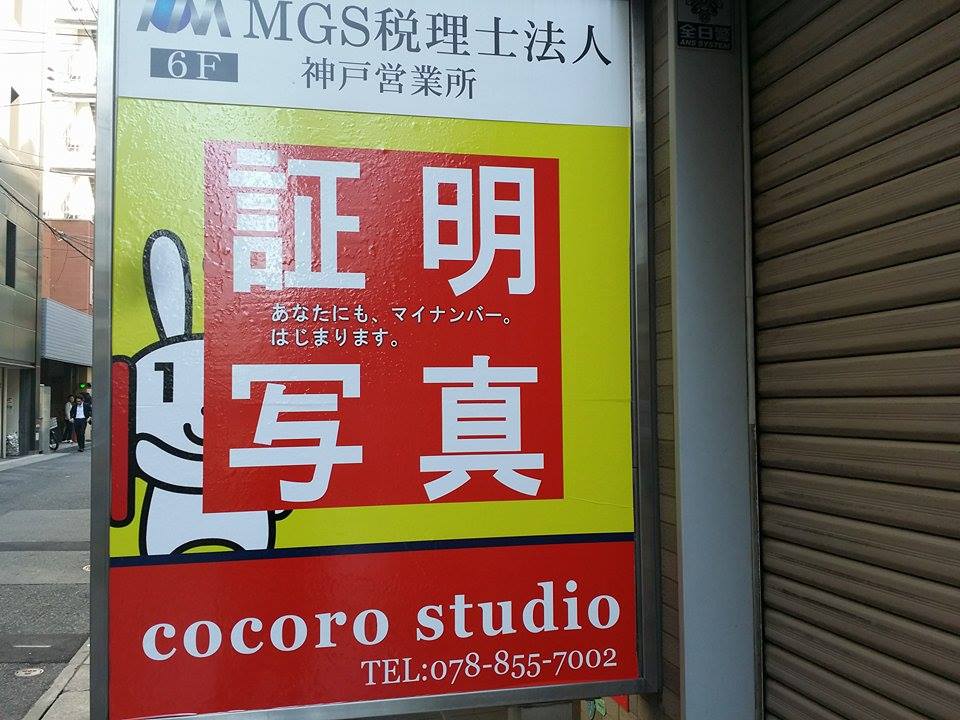 MGS税理士法人
6F
神戸営業所
証明
あなたにも、マイナンバー。
はじまります。
写真
1
cocoro studio
TEL:078-855-7002
全日警
ANS SYSTEM